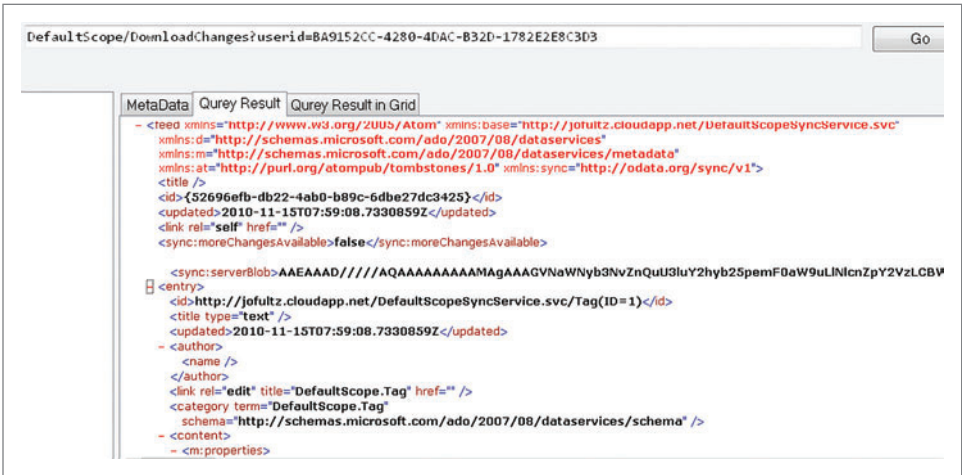 DefaultScope/DownloadChanges?userid=BA9152CC-4280-4DAC-B32D-1782E2E8C3D3 Go
MetaData Qurey Result Qurey Result in Grid
- <feed xmlns="http://www.w3.org/2005/Atom" xmlns:base="http://jofultz.cloudapp.net/DefaultScopeSyncService.svc"
xmlns:d="http://schemas.microsoft.com/ado/2007/08/dataservices"
xmlns:m="http://schemas.microsoft.com/ado/2007/08/dataservices/metadata"
xmlns:at="http://purl.org/atompub/tombstones/1.0" xmlns:sync="http://odata.org/sync/v1">
<title />
<id>{52696efb-db22-4ab0-b89c-6dbe27dc3425}</id>
<updated>2010-11-15T07:59:08.7330859Z</updated>
<link rel="self" href="" />
<sync:moreChangesAvailable>false</sync:moreChangesAvailable>
<sync:serverBlob>AAEAAAD/////AQAAAAAAAAAMAgAAAGVNaWNyb3NvZnQuU3luY2hyb25pemF0aW9uLlNlcnZpY2VzLCBW
- <entry>
<id>http://jofultz.cloudapp.net/DefaultScopeSyncService.svc/Tag(ID=1)</id>
<title type="text" />
<updated>2010-11-15T07:59:08.7330859Z</updated>
- <author>
<name />
</author>
<link rel="edit" title="DefaultScope.Tag" href="" />
<category term="DefaultScope.Tag"
schema="http://schemas.microsoft.com/ado/2007/08/dataservices/schema" />
- <content>
- <m:properties>